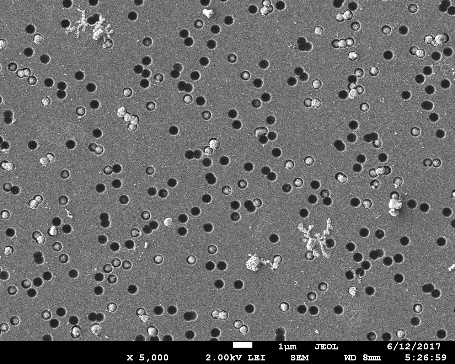 1μm JEOL 6/12/2017
X 5,000 2.00kV LEI SEM WD 8mm 5:26:59